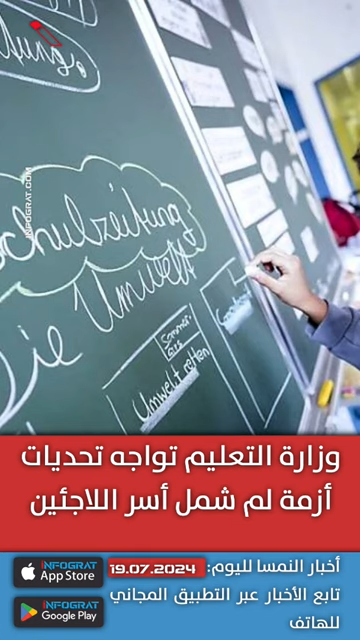 tung.
INFOGRAT.COM
Schulzeitung
Die Umwelt
Umwelt retten
وزارة التعليم تواجه تحديات
أزمة لم شمل أسر اللاجئين
أخبار النمسا لليوم: 19.07.2024
تابع الأخبار عبر التطبيق المجاني
للهاتف
INFOGRAT
App Store
INFOGRAT
Google Play